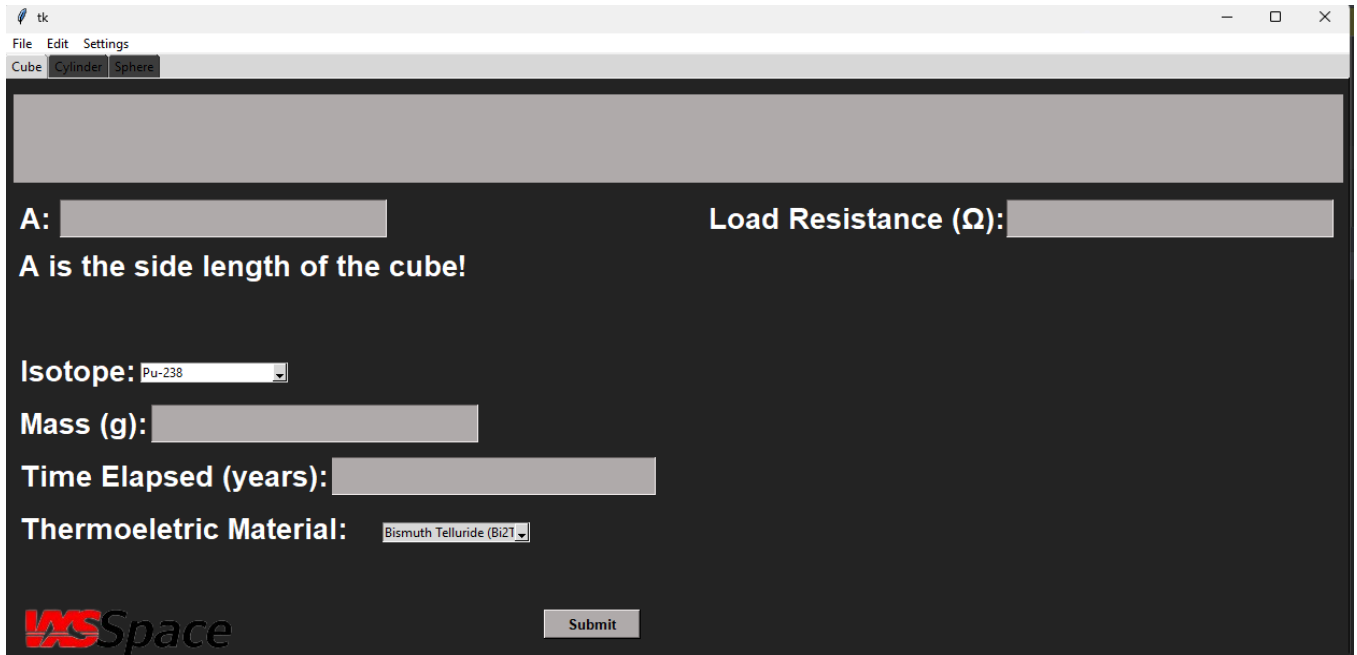 tk
File Edit Settings
Cube Cylinder Sphere
A: Load Resistance (Ω):
A is the side length of the cube!
Isotope: Pu-238
Mass (g):
Time Elapsed (years):
Thermoeletric Material: Bismuth Telluride (Bi2T
Submit
Space